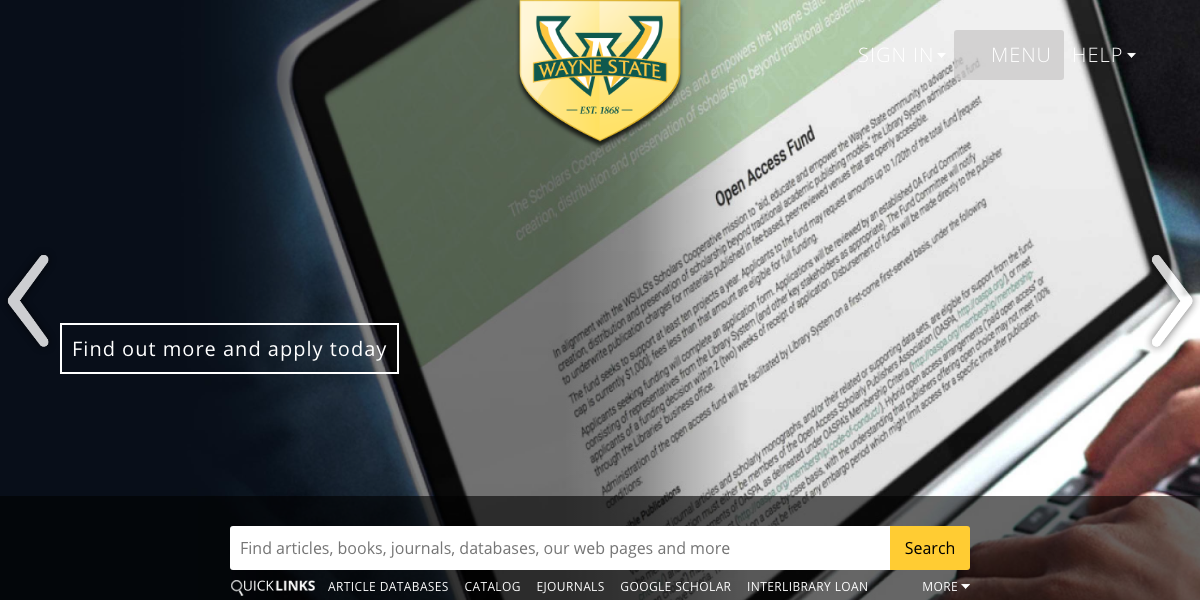 WAYNE STATE
EST. 1868
SIGN IN
MENU
HELP
The Scholars Cooperative
creation, distribution and preservation of scholarship beyond traditional academic
Open Access Fund
In alignment with the WSULS's Scholars Cooperative mission to "aid, educate and empower the Wayne State community to advance the
creation, distribution and preservation of scholarship beyond traditional academic publishing models," the Library System administers a fund
to underwrite publication charges for materials published in fee-based, peer-reviewed venues that are openly accessible.
The fund seeks to support at least ten projects a year. Applicants to the fund may request amounts up to 1/20th of the total fund (request
cap is currently $1,000), fees less than that amount are eligible for full funding.
Applicants seeking funding will complete an application form. Applications will be reviewed by an established OA Fund Committee
consisting of representatives from the Library System (and other key stakeholders as appropriate). The Fund Committee will notify
applicants of a funding decision within 2 (two) weeks of receipt of application. Disbursement of funds will be made directly to the publisher
through the Libraries' business office.
Administration of the open access fund will be facilitated by Library System on a first-come first-served basis, under the following
conditions:
Publications
journal articles and scholarly monographs, and/or their related or supporting data sets, are eligible for support from the fund.
must either be members of the Open Access Scholarly Publishers Association (OASPA, http://oaspa.org/), or meet
of OASPA, as delineated under OASPA's Membership Criteria (http://oaspa.org/membership/membership-
http://oaspa.org/membership/code-of-conduct/). Hybrid open access arrangements ("paid open access" or
on a case-by-case basis, with the understanding that publishers offering open choice may not meet 100%
be free of any embargo period which might limit access for a specific time after publication.
Find out more and apply today
Find articles, books, journals, databases, our web pages and more
Search
QUICKLINKS
ARTICLE DATABASES
CATALOG
EJOURNALS
GOOGLE SCHOLAR
INTERLIBRARY LOAN
MORE